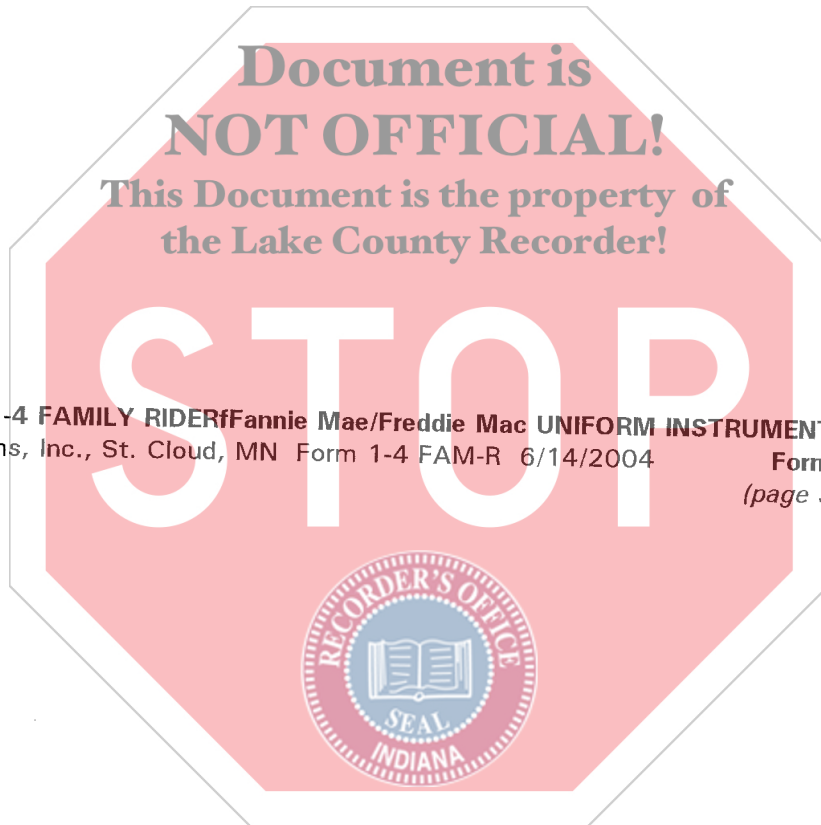 Document is
NOT OFFICIAL!
This Document is the property of
the Lake County Recorder!
STOP
-4 FAMILY RIDERfFannie Mae/Freddie Mac UNIFORM INSTRUMENT
ns, Inc., St. Cloud, MN Form 1-4 FAM-R 6/14/2004 Forn
(page
RECORDER'S OFFICE
SEAL
INDIANA